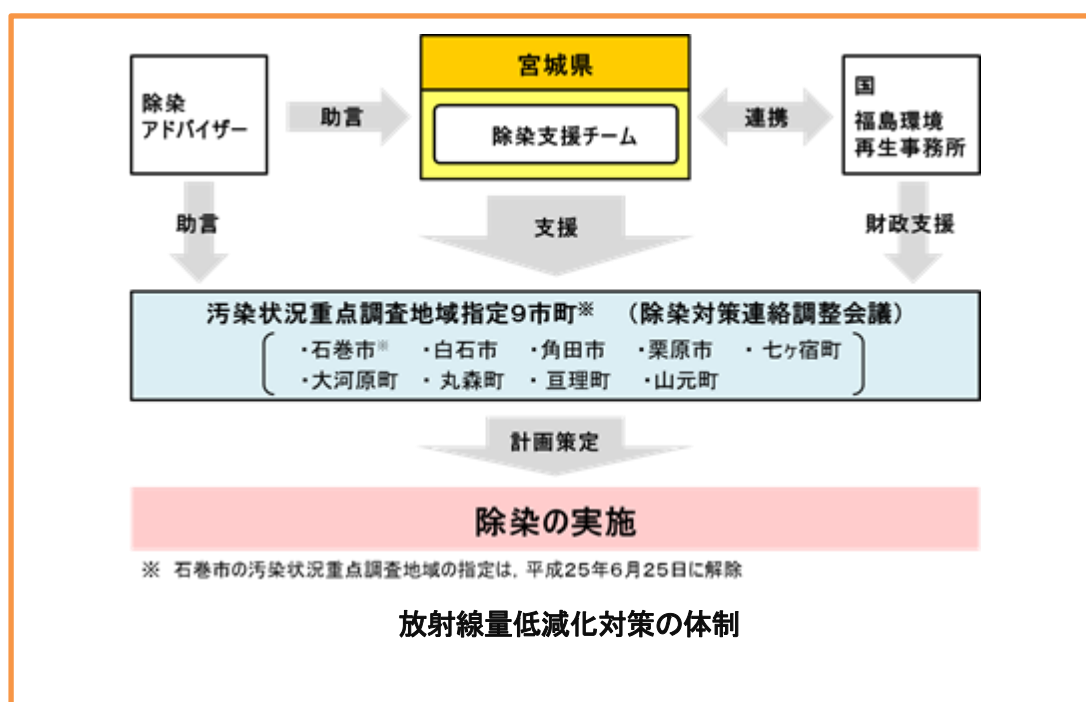 宮城県
除染支援チーム
除染
アドバイザー
助言
連携
国
福島環境
再生事務所
助言
支援
財政支援
汚染状況重点調査地域指定9市町※ (除染対策連絡調整会議)
・石巻市※ ・白石市 ・角田市 ・栗原市 ・七ヶ宿町
・大河原町 ・丸森町 ・亘理町 ・山元町
計画策定
除染の実施
※ 石巻市の汚染状況重点調査地域の指定は,平成25年6月25日に解除
放射線量低減化対策の体制